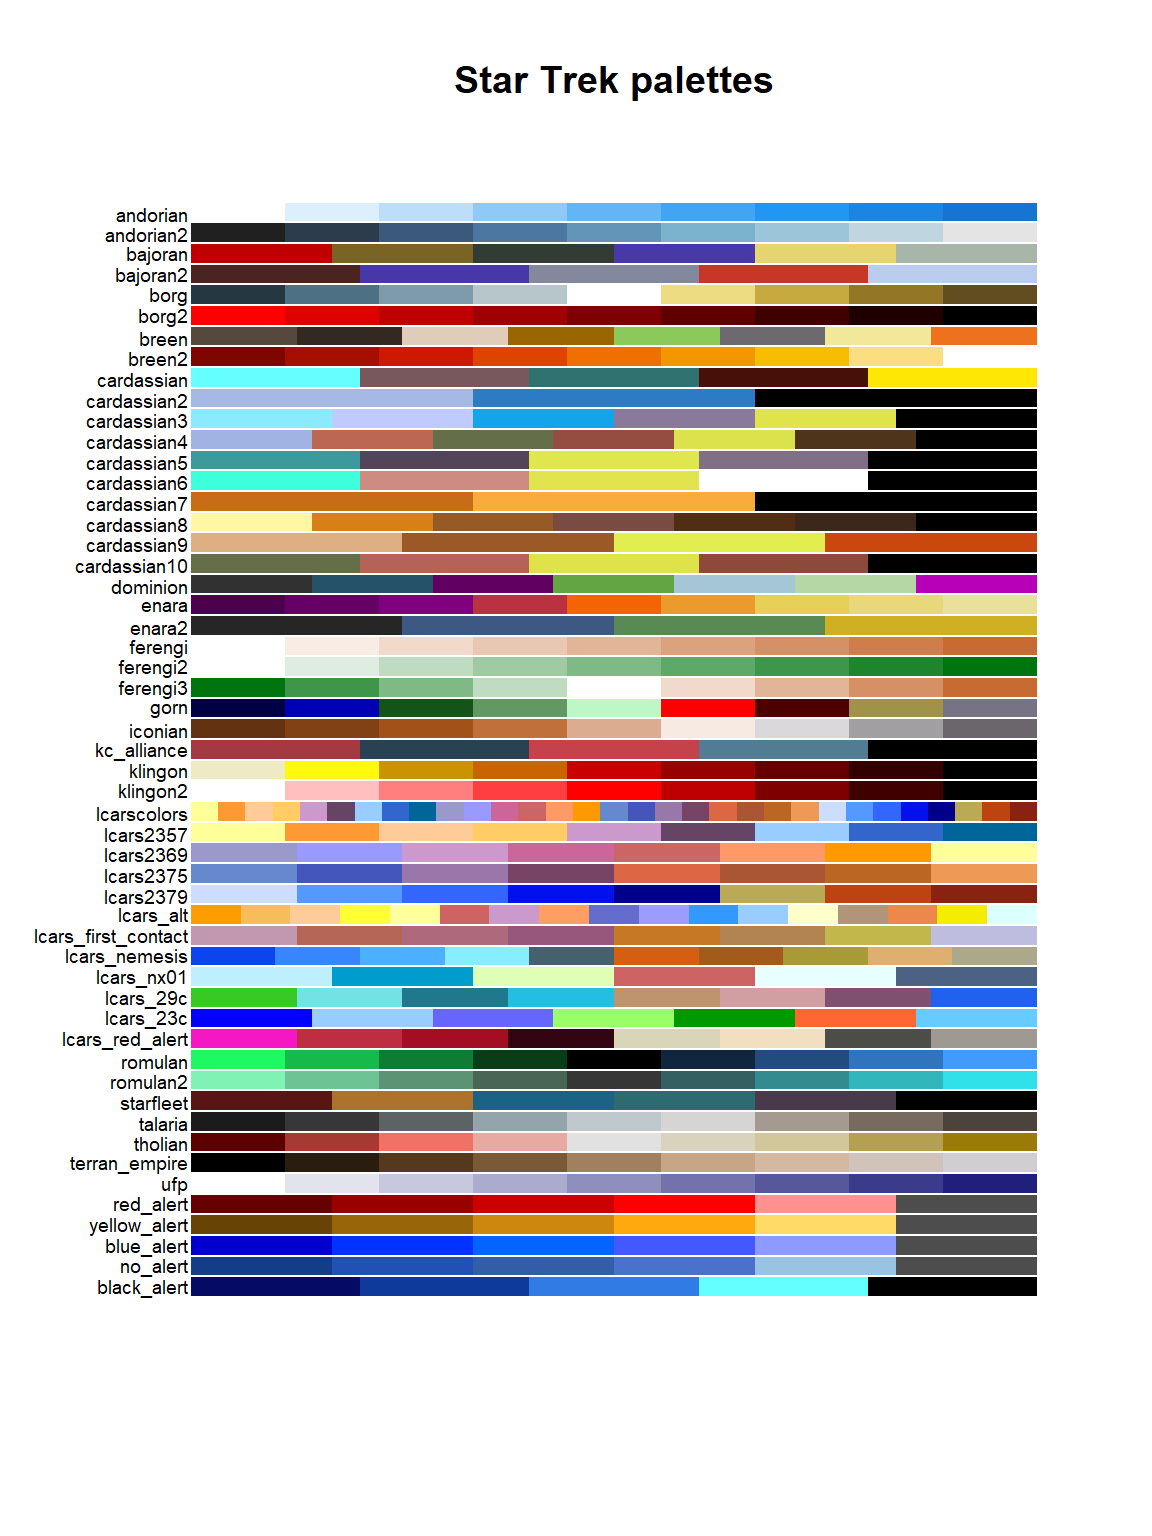 Star Trek palettes
andorian
andorian2
bajoran
bajoran2
borg
borg2
breen
breen2
cardassian
cardassian2
cardassian3
cardassian4
cardassian5
cardassian6
cardassian7
cardassian8
cardassian9
cardassian10
dominion
enara
enara2
ferengi
ferengi2
ferengi3
gorn
iconian
kc_alliance
klingon
klingon2
lcarscolors
lcars2357
lcars2369
lcars2375
lcars2379
lcars_alt
lcars_first_contact
lcars_nemesis
lcars_nx01
lcars_29c
lcars_23c
lcars_red_alert
romulan
romulan2
starfleet
talaria
tholian
terran_empire
ufp
red_alert
yellow_alert
blue_alert
no_alert
black_alert